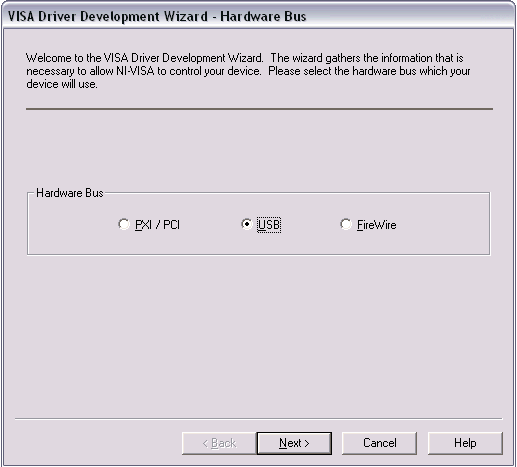 VISA Driver Development Wizard - Hardware Bus
Welcome to the VISA Driver Development Wizard. The wizard gathers the information that is
necessary to allow NI-VISA to control your device. Please select the hardware bus which your
device will use.
Hardware Bus
PXI / PCI USB FireWire
< Back Next > Cancel Help